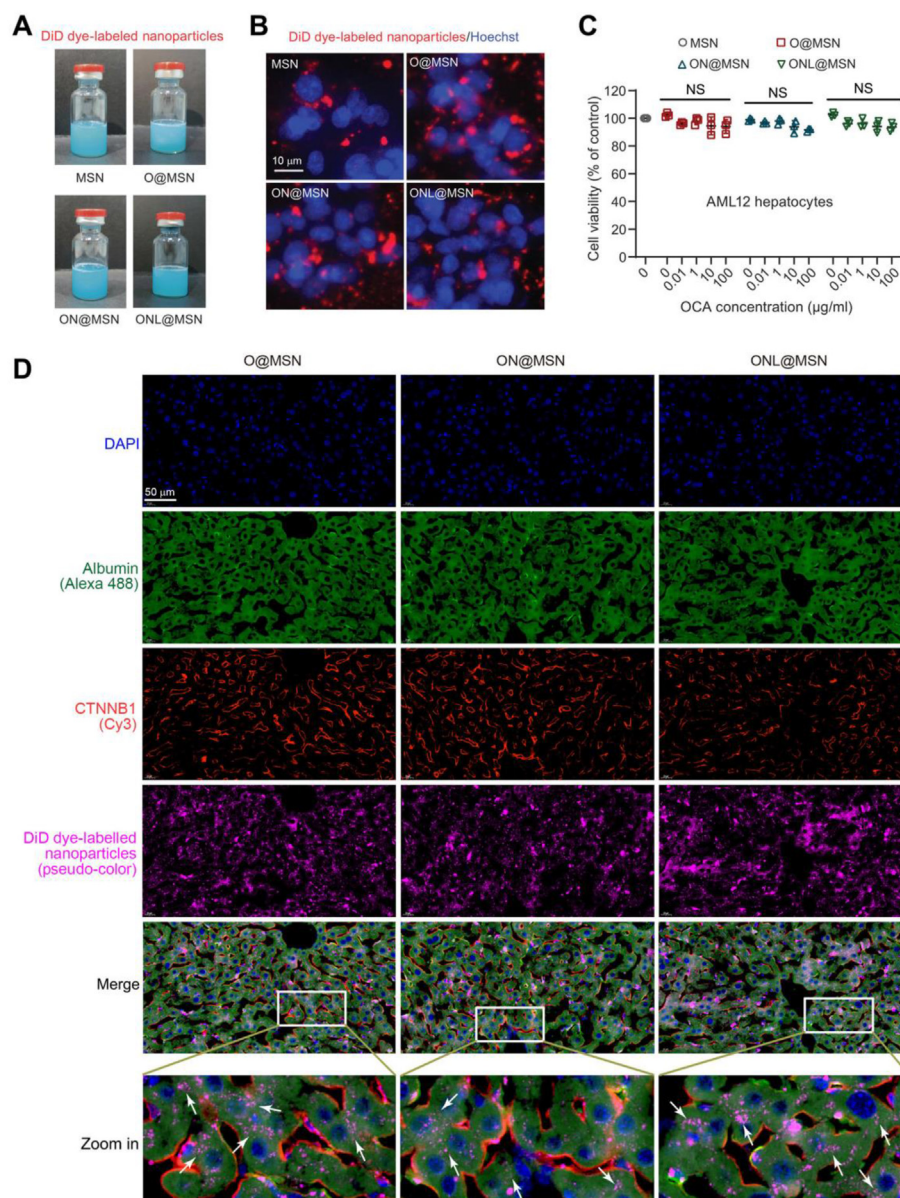 A
DiD dye-labeled nanoparticles
MSN
O@MSN
ON@MSN
ONL@MSN
B
DiD dye-labeled nanoparticles/Hoechst
MSN
O@MSN
10 μm
ON@MSN
ONL@MSN
C
MSN
O@MSN
ON@MSN
ONL@MSN
NS
NS
NS
120
100
80
60
40
20
0
Cell viability (% of control)
AML12 hepatocytes
0
0
0.01
1
10
100
0
0.01
1
10
100
0
0.01
1
10
100
OCA concentration (μg/ml)
D
O@MSN
ON@MSN
ONL@MSN
DAPI
50 μm
Albumin
(Alexa 488)
CTNNB1
(Cy3)
DiD dye-labelled
nanoparticles
(pseudo-color)
Merge
Zoom in